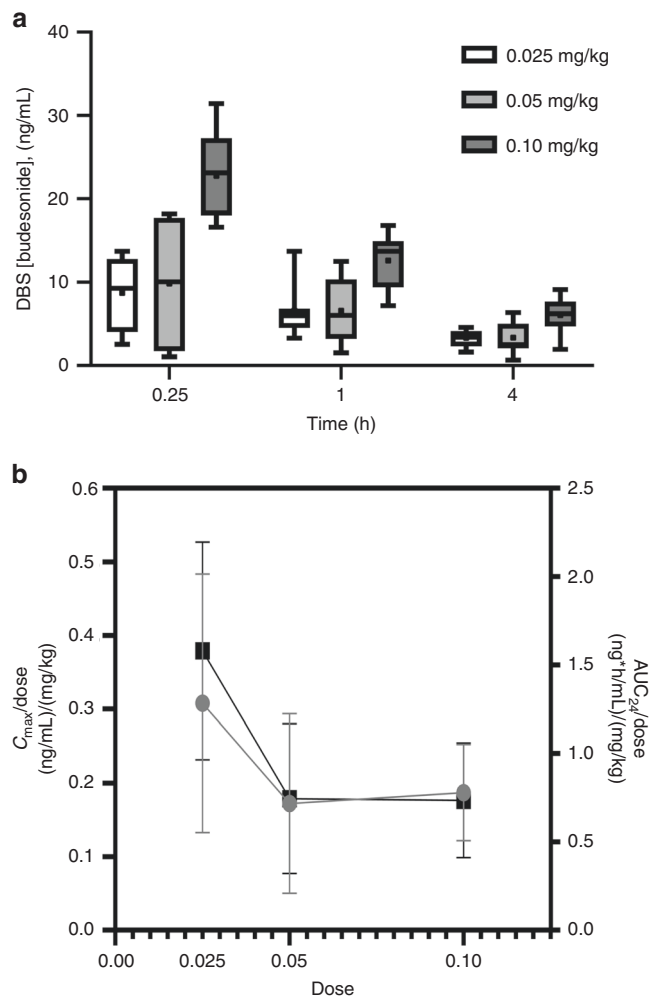 a
DBS [budesonide], (ng/mL)
40
30
20
10
0
0.025 mg/kg
0.05 mg/kg
0.10 mg/kg
0.25
1
4
Time (h)
b
Cmax/dose
(ng/mL)/(mg/kg)
0.6
0.5
0.4
0.3
0.2
0.1
0.0
2.5
2.0
1.5
1.0
0.5
0.0
AUC24/dose
(ng*h/mL)/(mg/kg)
0.00
0.025
0.05
0.10
Dose